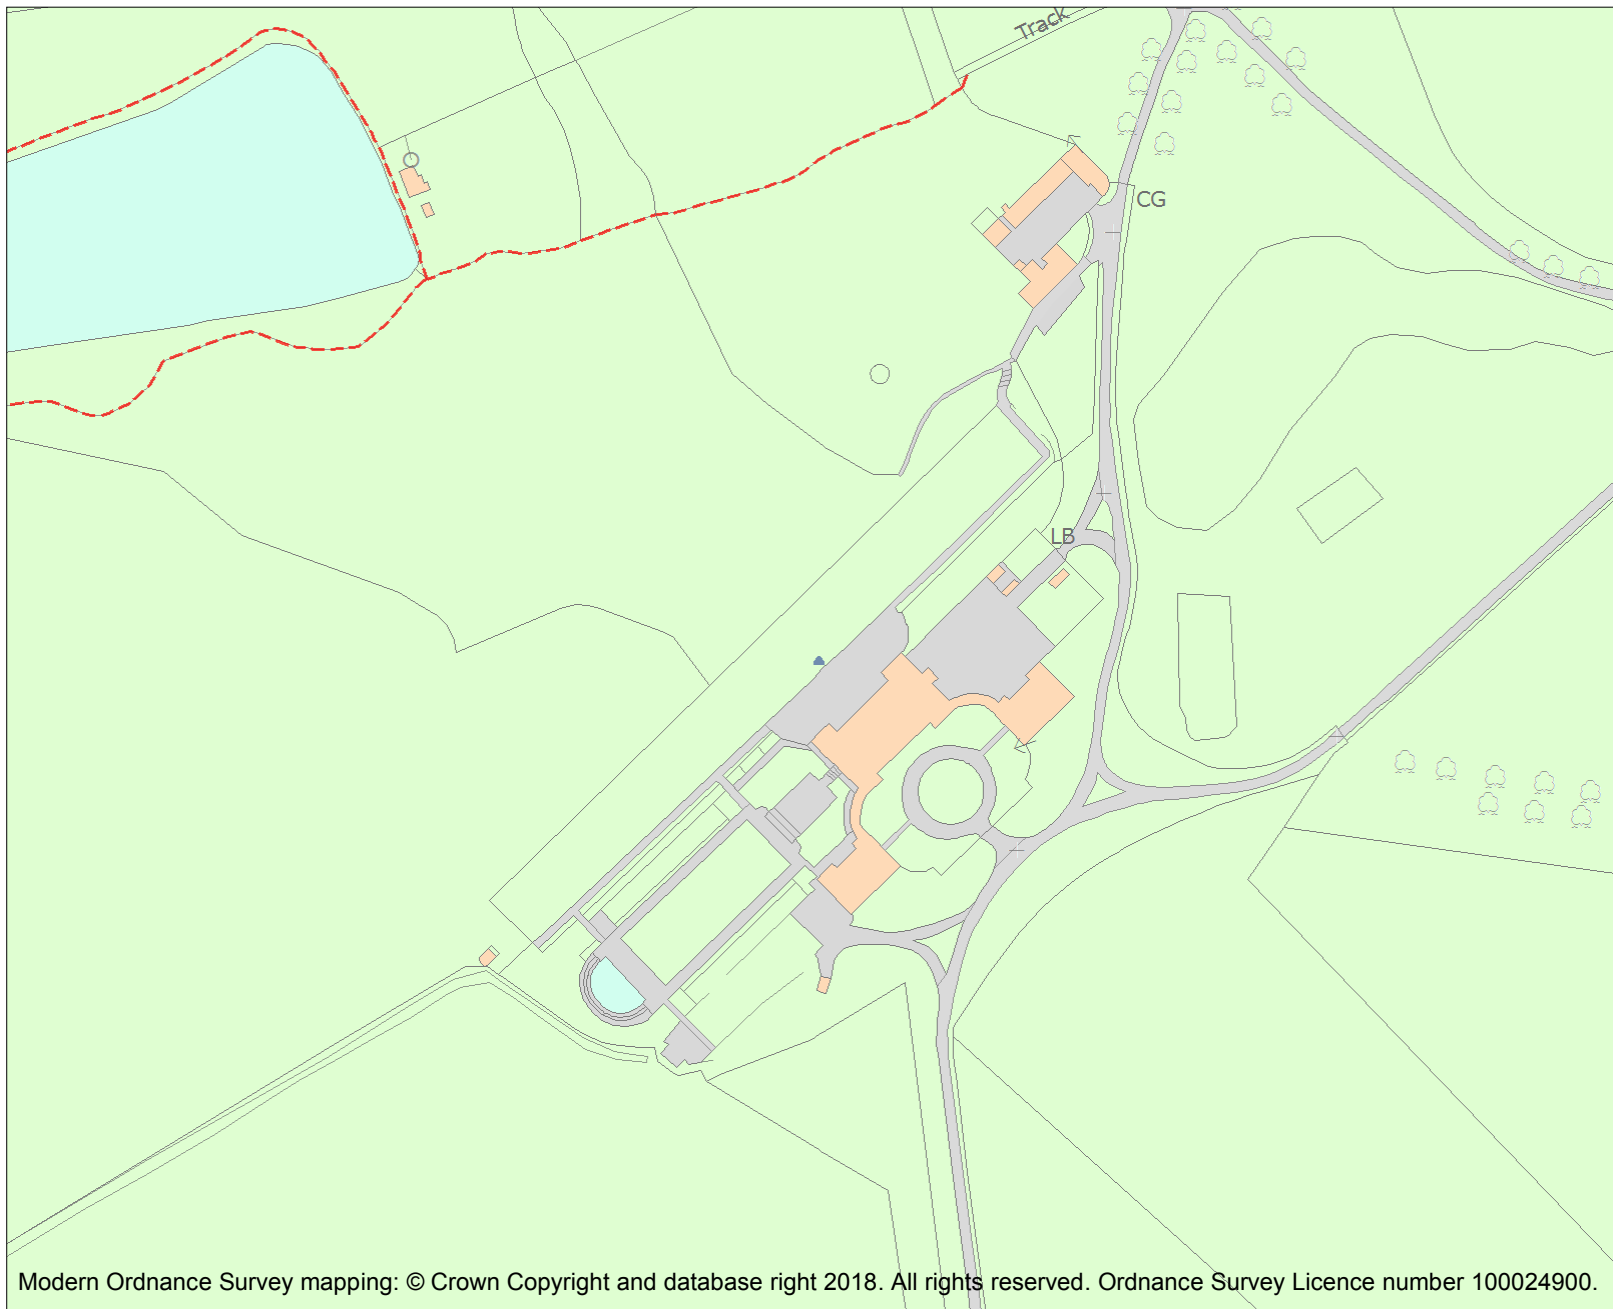 Track
CG
LB
Modern Ordnance Survey mapping: © Crown Copyright and database right 2018. All rights reserved. Ordnance Survey Licence number 100024900.